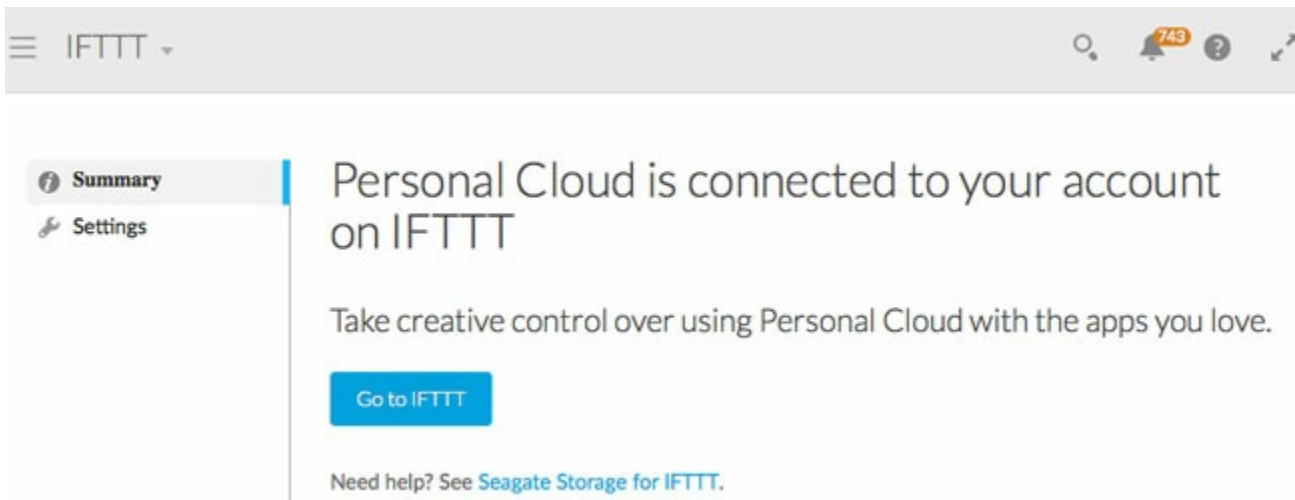 IFTTT
743
?
Summary
Settings
Personal Cloud is connected to your account
on IFTTT
Take creative control over using Personal Cloud with the apps you love.
Go to IFTTT
Need help? See Seagate Storage for IFTTT.